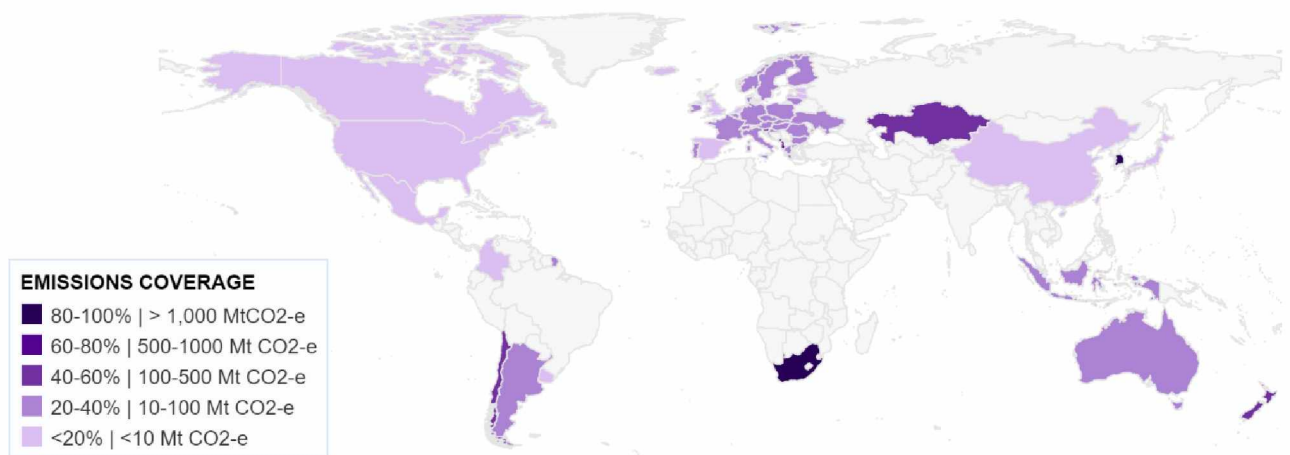 EMISSIONS COVERAGE
80-100% | > 1,000 MtCO2-e
60-80% | 500-1000 Mt CO2-e
40-60% | 100-500 Mt CO2-e
20-40% | 10-100 Mt CO2-e
<20% | <10 Mt CO2-e